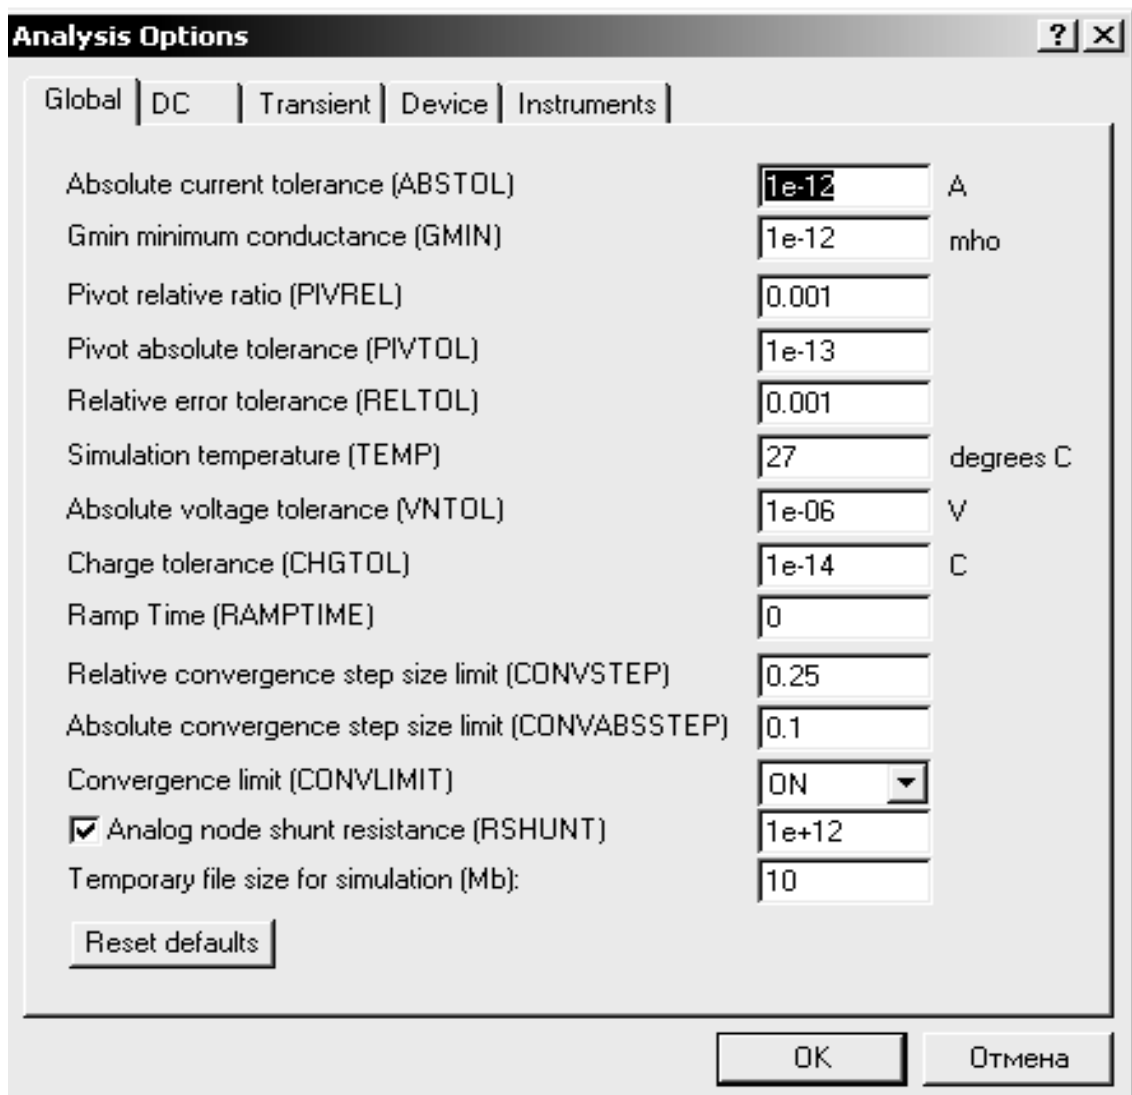 Analysis Options
Global DC Transient Device Instruments
Absolute current tolerance (ABSTOL) 1e-12 A
Gmin minimum conductance (GMIN) 1e-12 mho
Pivot relative ratio (PIVREL) 0.001
Pivot absolute tolerance (PIVTOL) 1e-13
Relative error tolerance (RELTOL) 0.001
Simulation temperature (TEMP) 27 degrees C
Absolute voltage tolerance (VNTOL) 1e-06 V
Charge tolerance (CHGTOL) 1e-14 C
Ramp Time (RAMPTIME) 0
Relative convergence step size limit (CONVSTEP) 0.25
Absolute convergence step size limit (CONVABSSTEP) 0.1
Convergence limit (CONVLIMIT) ON
Analog node shunt resistance (RSHUNT) 1e+12
Temporary file size for simulation (Mb): 10
Reset defaults
OK Отмена